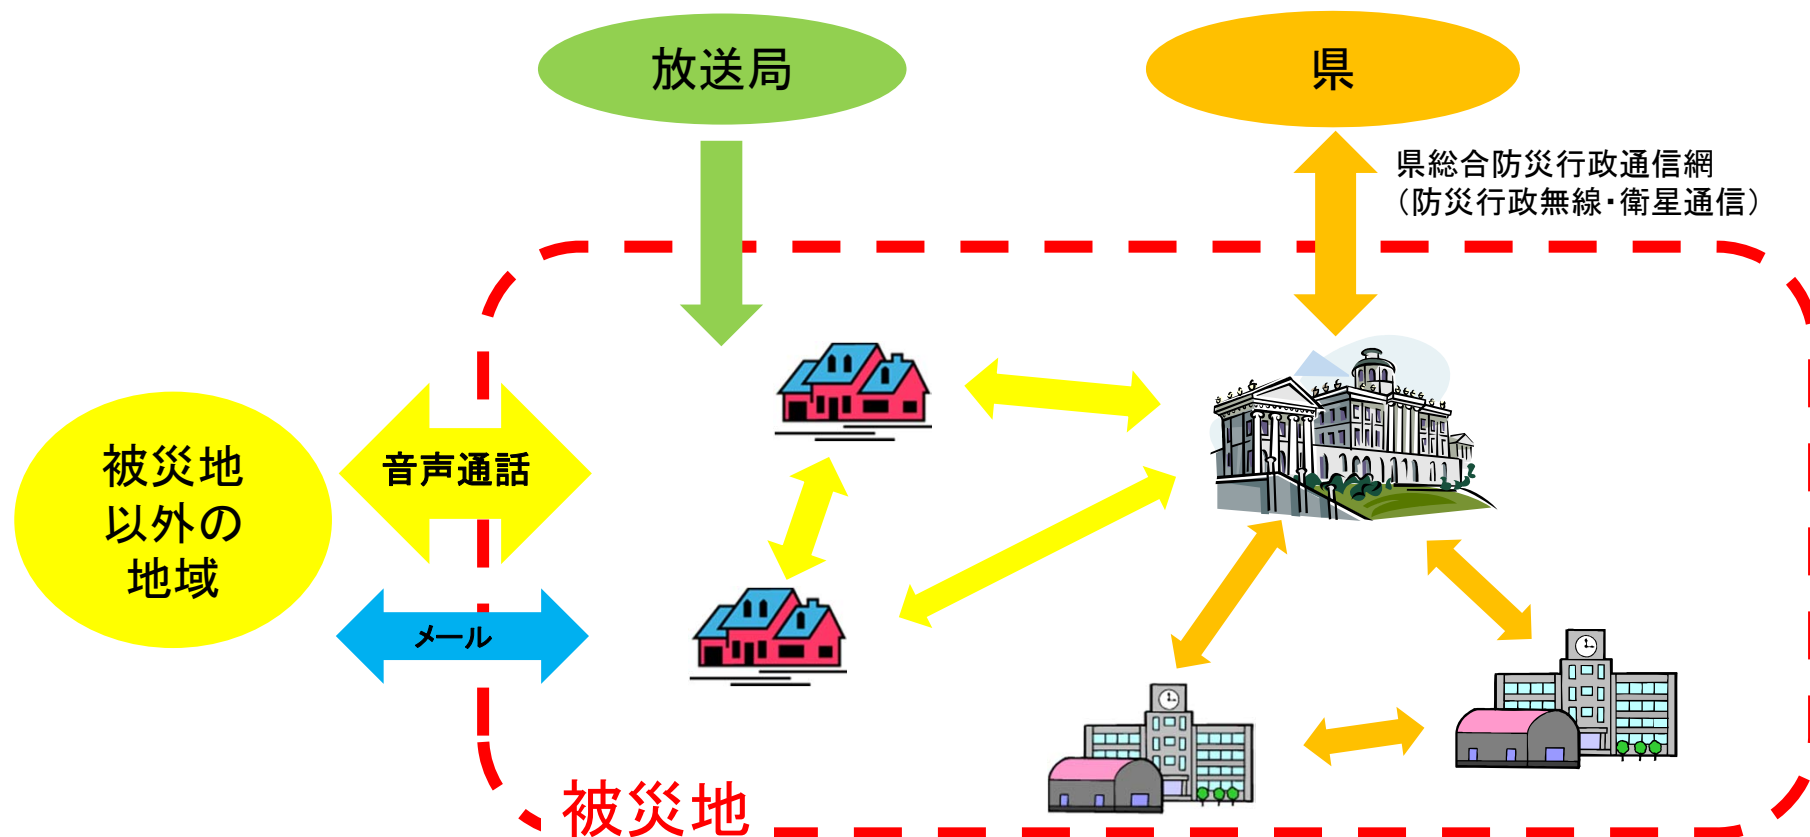 放送局
県
県総合防災行政通信網
（防災行政無線・衛星通信）
被災地
以外の
地域
音声通話
メール
被災地